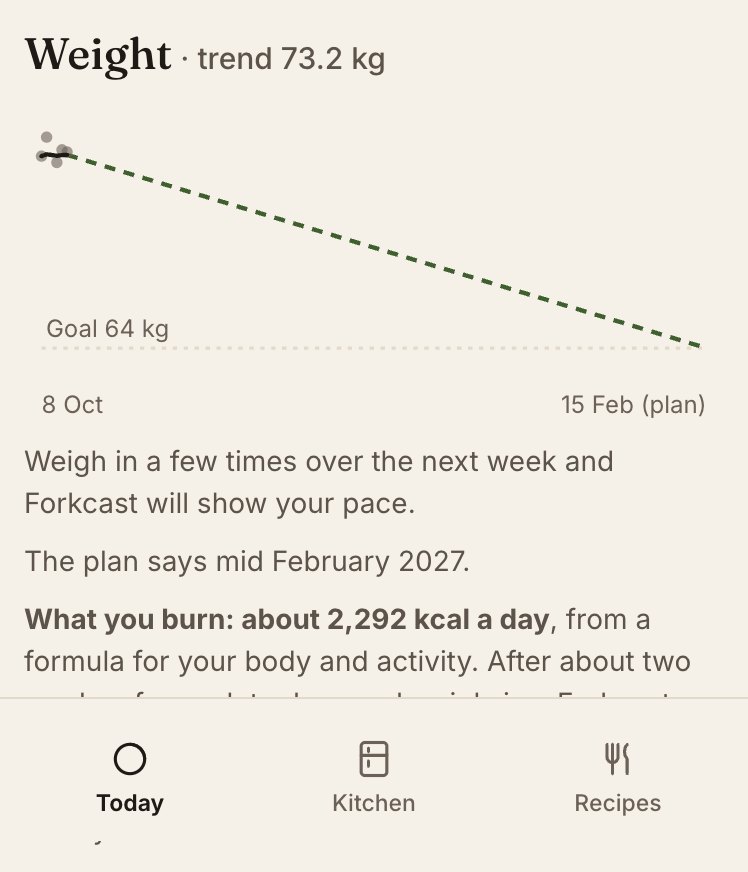 Weight · trend 73.2 kg
Goal 64 kg
8 Oct
15 Feb (plan)
Weigh in a few times over the next week and
Forkcast will show your pace.
The plan says mid February 2027.
What you burn: about 2,292 kcal a day, from a
formula for your body and activity. After about two
Today
Kitchen
Recipes